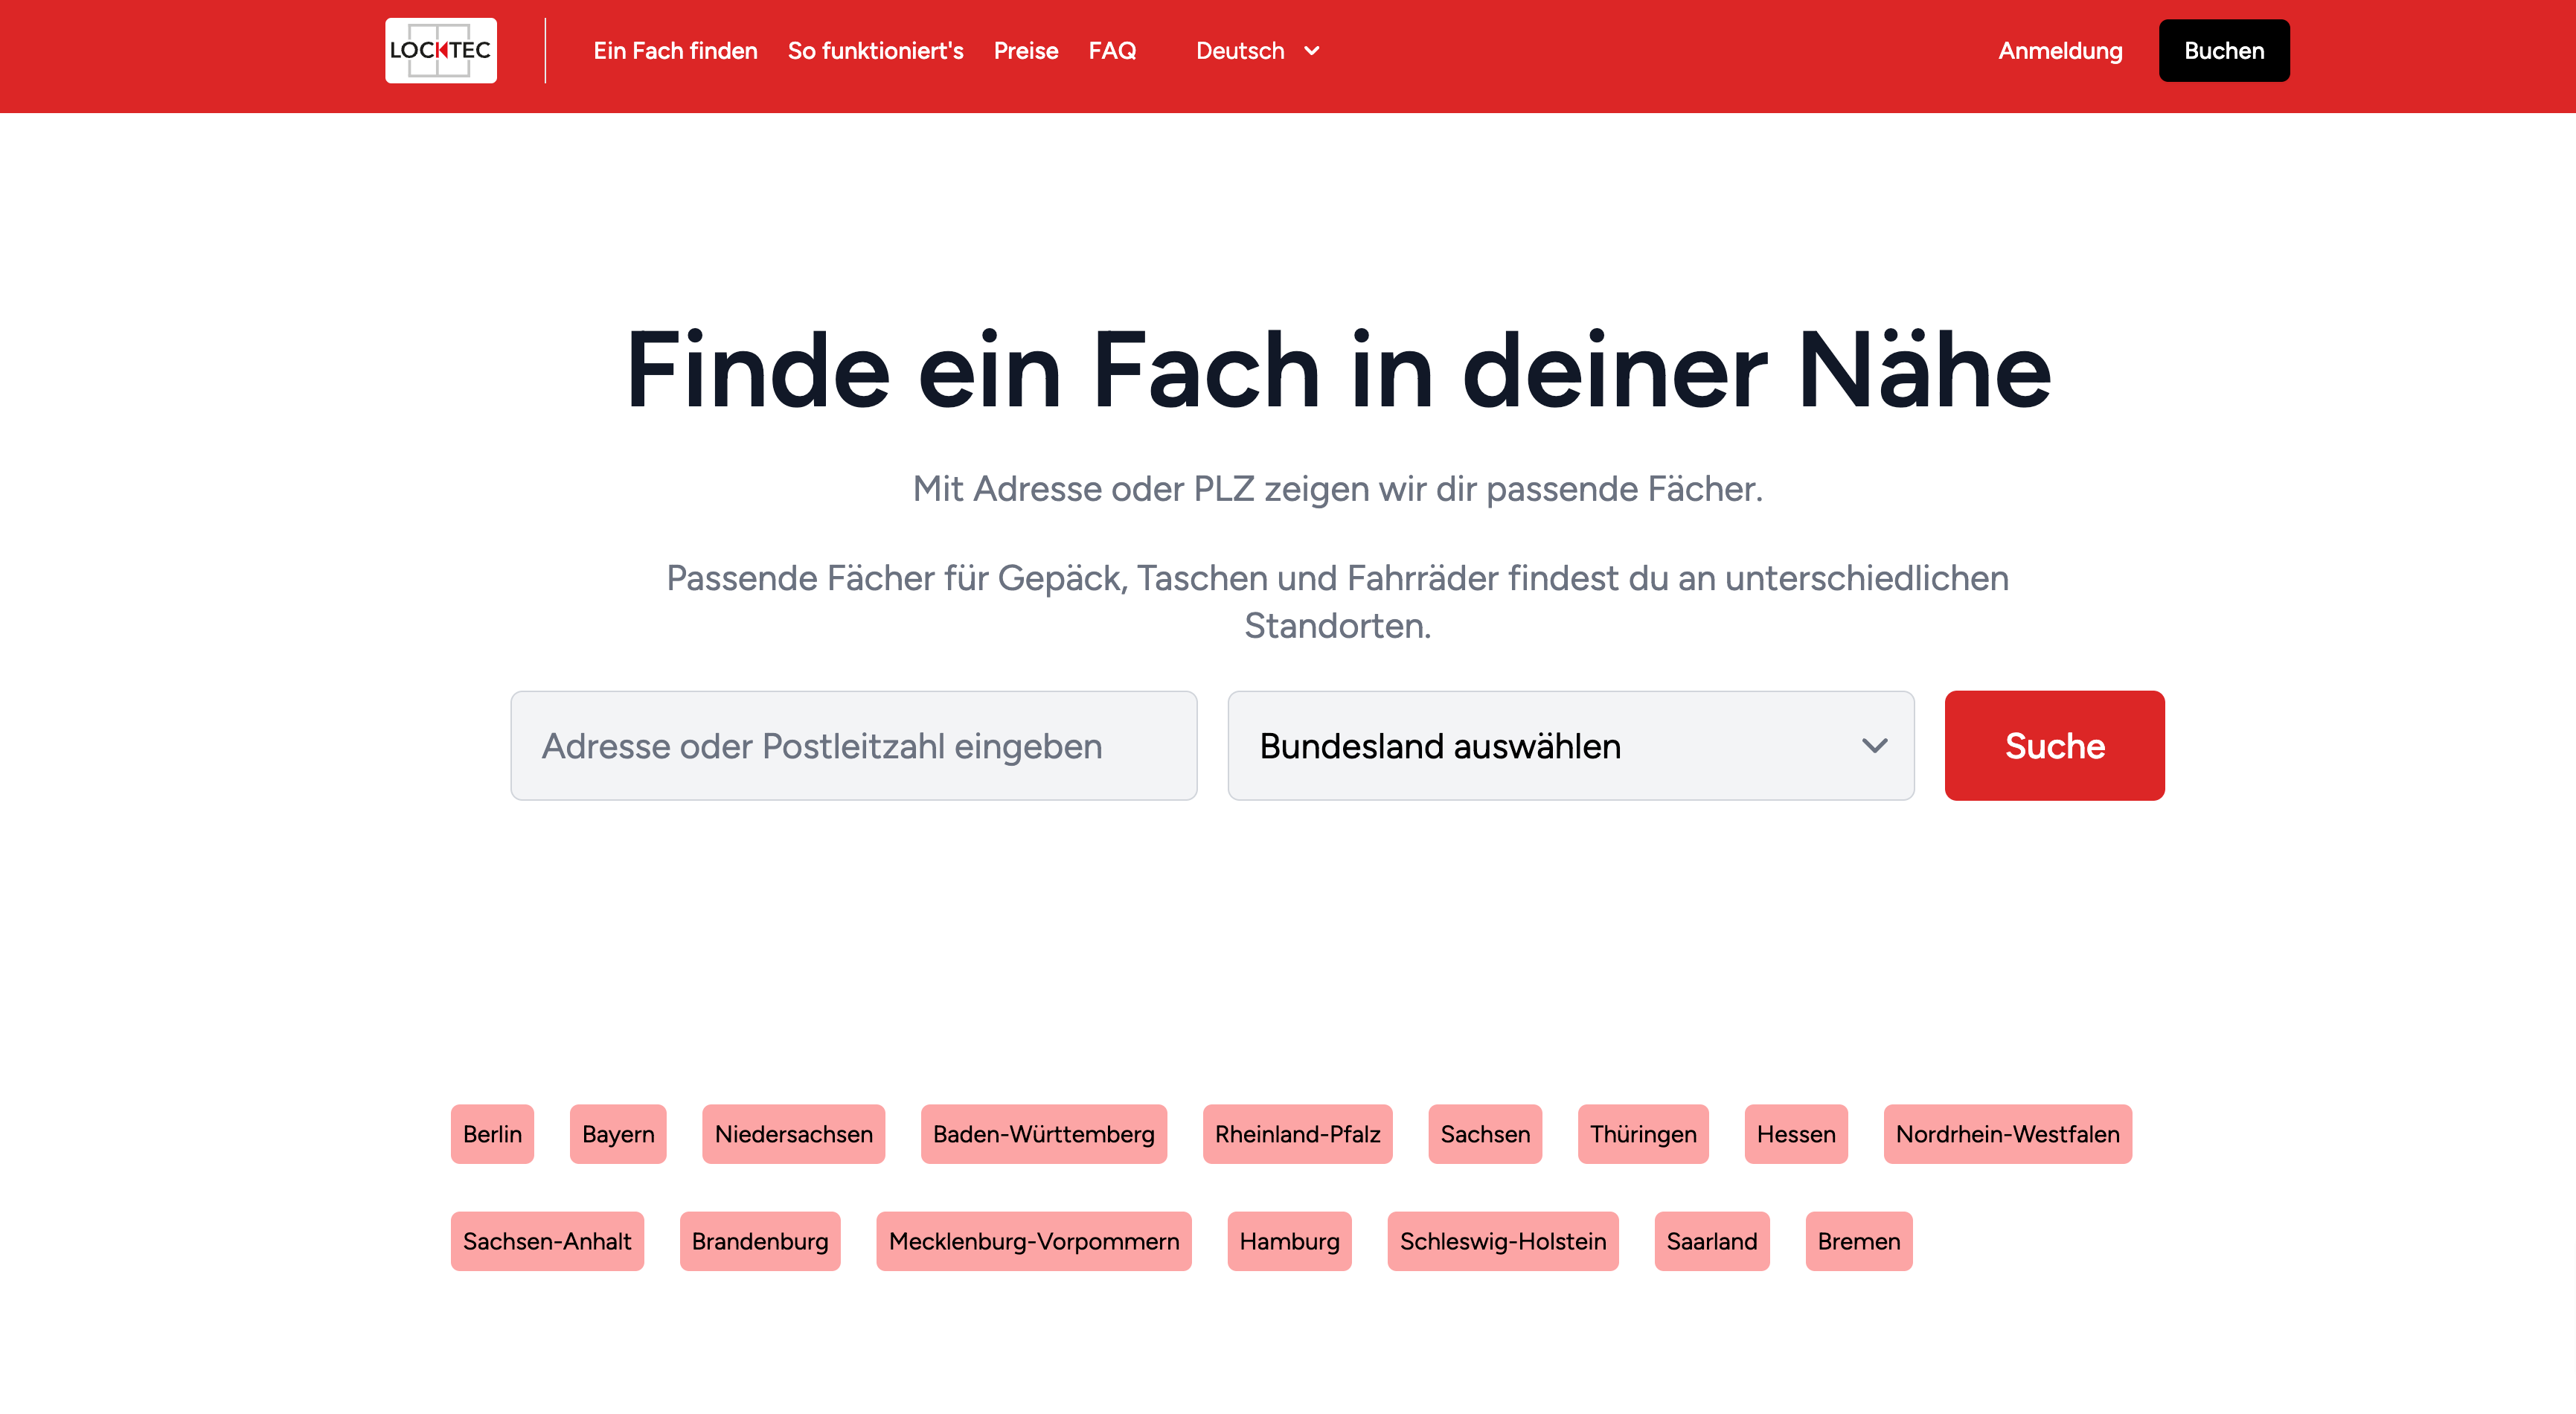 LOCKTEC
Ein Fach finden
So funktioniert's
Preise
FAQ
Deutsch
Anmeldung
Buchen
Finde ein Fach in deiner Nähe
Mit Adresse oder PLZ zeigen wir dir passende Fächer.
Passende Fächer für Gepäck, Taschen und Fahrräder findest du an unterschiedlichen
Standorten.
Adresse oder Postleitzahl eingeben
Bundesland auswählen
Suche
Berlin
Bayern
Niedersachsen
Baden-Württemberg
Rheinland-Pfalz
Sachsen
Thüringen
Hessen
Nordrhein-Westfalen
Sachsen-Anhalt
Brandenburg
Mecklenburg-Vorpommern
Hamburg
Schleswig-Holstein
Saarland
Bremen